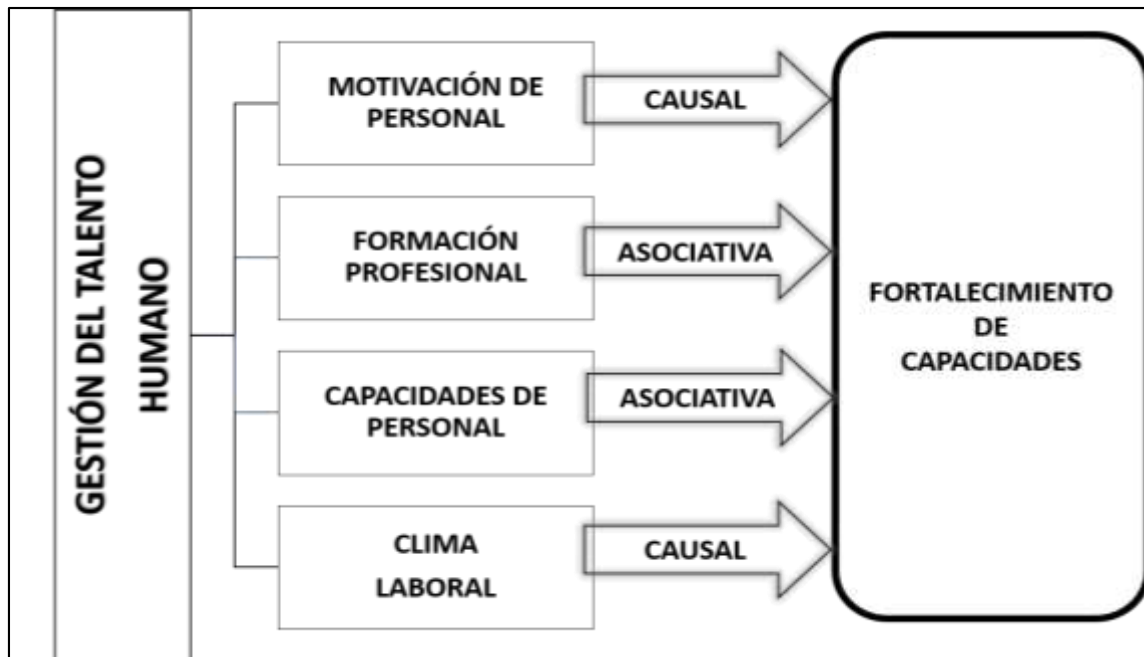 GESTIÓN DEL TALENTO
HUMANO
MOTIVACIÓN DE
PERSONAL
CAUSAL
FORMACIÓN
PROFESIONAL
ASOCIATIVA
CAPACIDADES DE
PERSONAL
ASOCIATIVA
CLIMA
LABORAL
CAUSAL
FORTALECIMIENTO
DE
CAPACIDADES